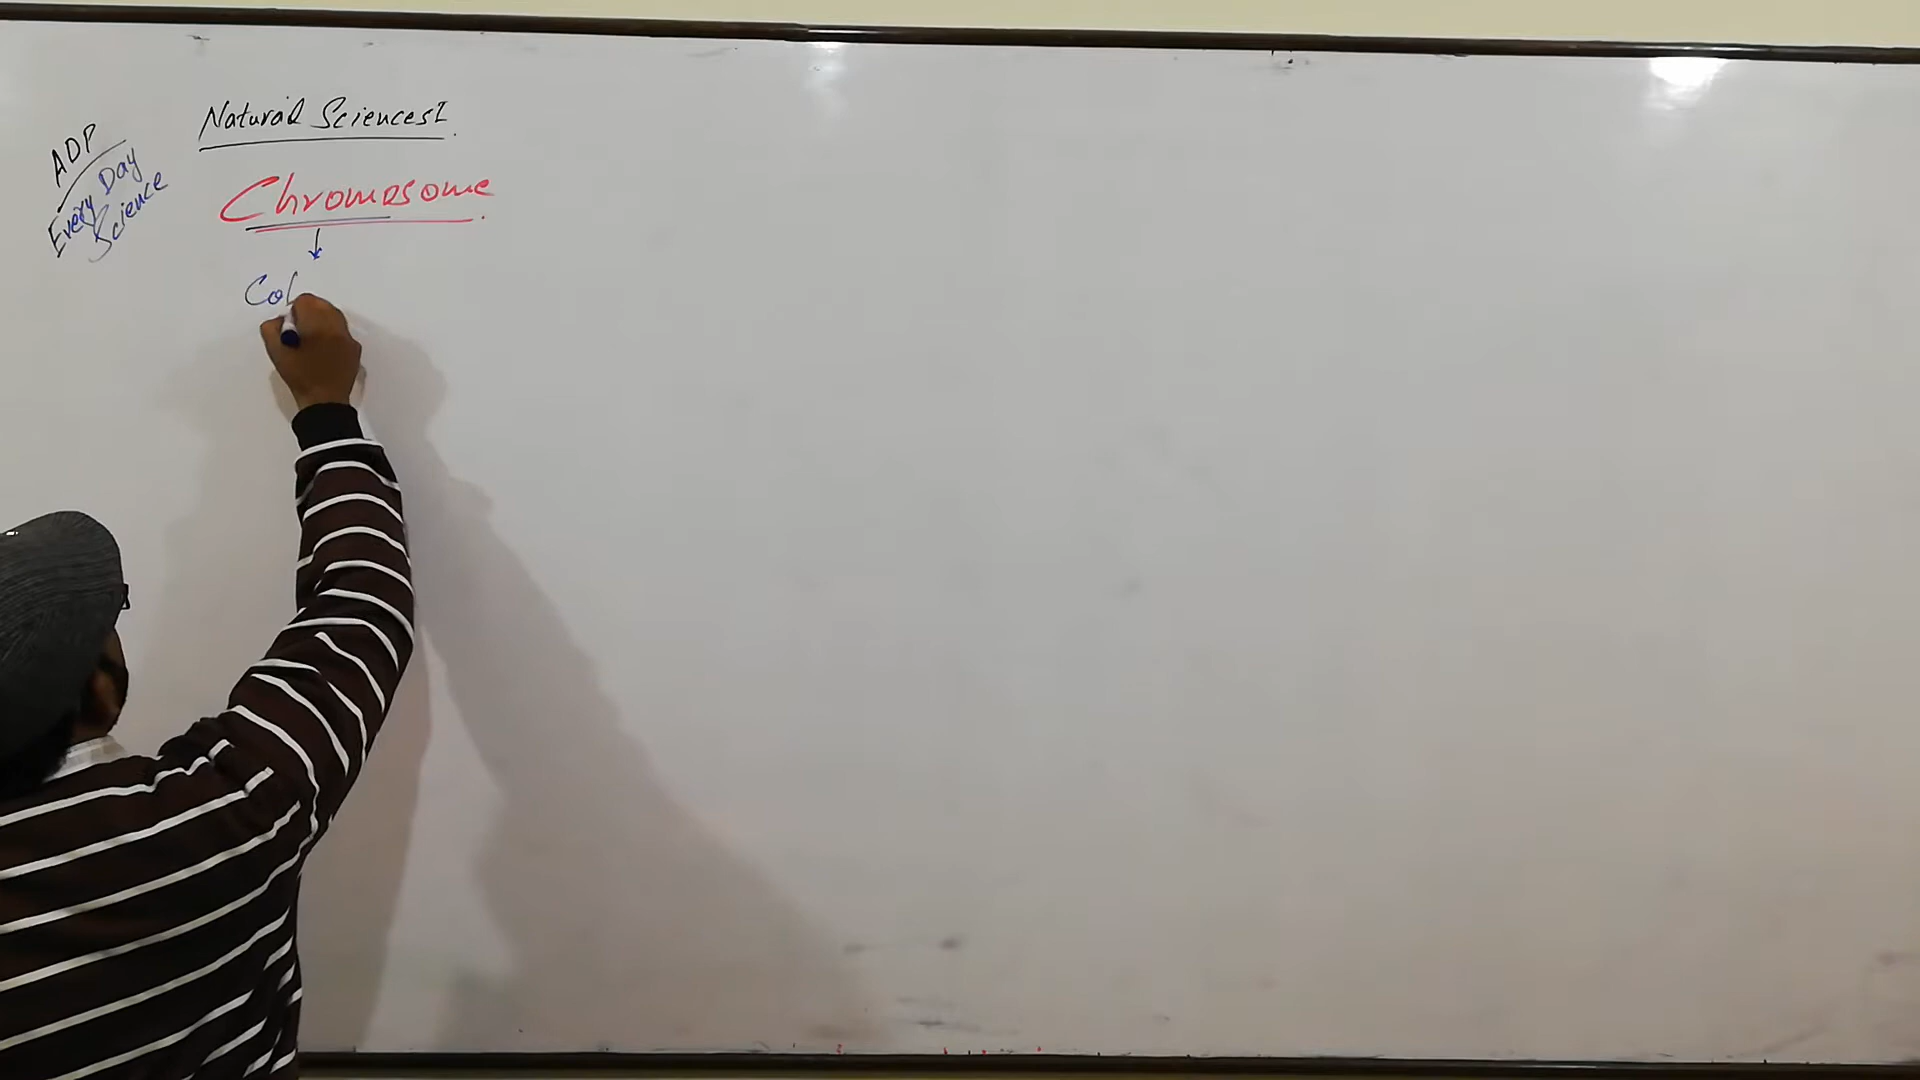 Natural Sciences I.
ADP
Every Day
Science
Chromosome.
Col